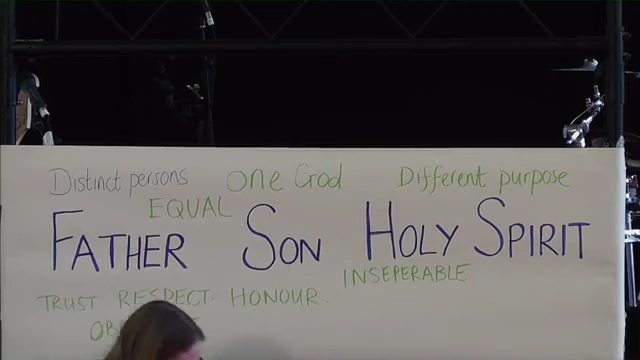 Distinct persons one God Different purpose
EQUAL
FATHER SON HOLY SPIRIT
INSEPERABLE
TRUST RESPECT. HONOUR.